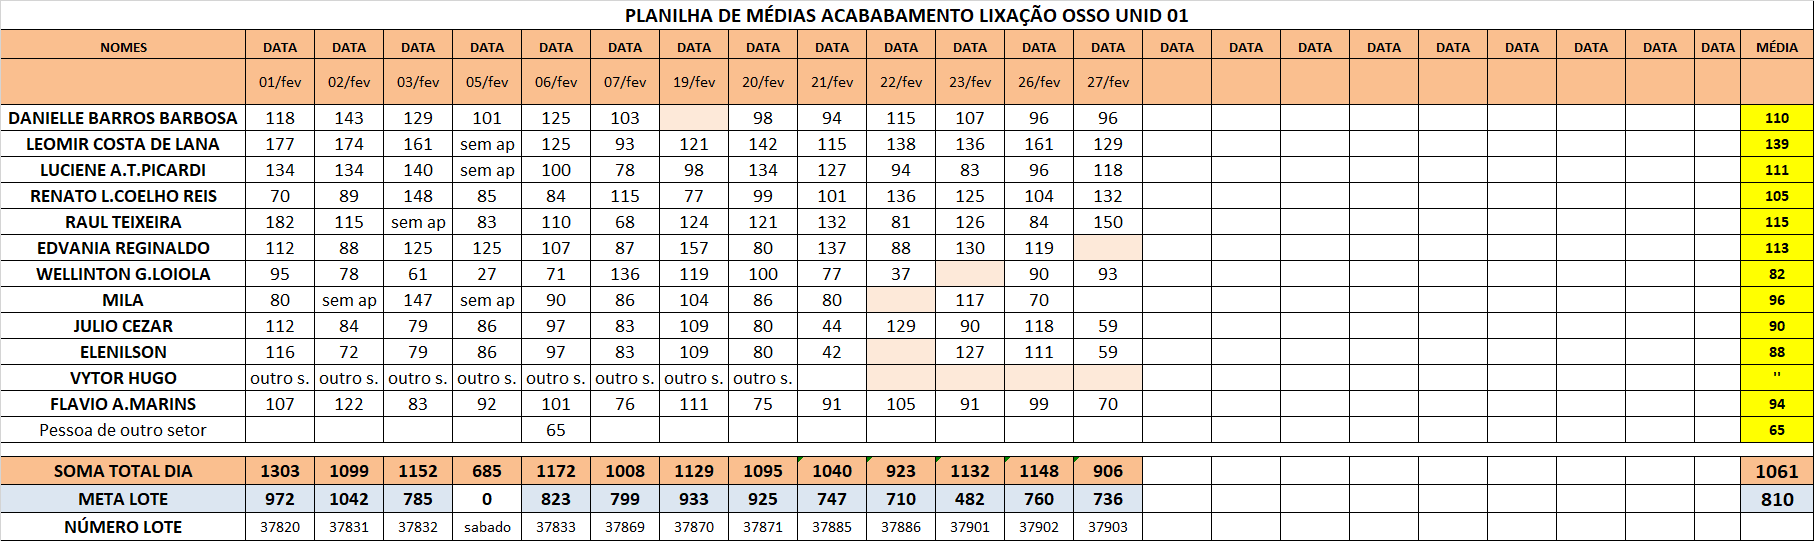 PLANILHA DE MÉDIAS ACABABAMENTO LIXAÇÃO OSSO UNID 01
NOMES DATA DATA DATA DATA DATA DATA DATA DATA DATA DATA DATA DATA DATA DATA DATA DATA DATA DATA DATA DATA DATA DATA MÉDIA
01/fev 02/fev 03/fev 05/fev 06/fev 07/fev 19/fev 20/fev 21/fev 22/fev 23/fev 26/fev 27/fev
DANIELLE BARROS BARBOSA 118 143 129 101 125 103 98 94 115 107 96 96 110
LEOMIR COSTA DE LANA 177 174 161 sem ap 125 93 121 142 115 138 136 161 129 139
LUCIENE A.T.PICARDI 134 134 140 sem ap 100 78 98 134 127 94 83 96 118 111
RENATO L.COELHO REIS 70 89 148 85 84 115 77 99 101 136 125 104 132 105
RAUL TEIXEIRA 182 115 sem ap 83 110 68 124 121 132 81 126 84 150 115
EDVANIA REGINALDO 112 88 125 125 107 87 157 80 137 88 130 119 113
WELLINTON G.LOIOLA 95 78 61 27 71 136 119 100 77 37 90 93 82
MILA 80 sem ap 147 sem ap 90 86 104 86 80 117 70 96
JULIO CEZAR 112 84 79 86 97 83 109 80 44 129 90 118 59 90
ELENILSON 116 72 79 86 97 83 109 80 42 127 111 59 88
VYTOR HUGO outro s. outro s. outro s. outro s. outro s. outro s. outro s. outro s. "
FLAVIO A.MARINS 107 122 83 92 101 76 111 75 91 105 91 99 70 94
Pessoa de outro setor 65 65
SOMA TOTAL DIA 1303 1099 1152 685 1172 1008 1129 1095 1040 923 1132 1148 906 1061
META LOTE 972 1042 785 0 823 799 933 925 747 710 482 760 736 810
NÚMERO LOTE 37820 37831 37832 sabado 37833 37869 37870 37871 37885 37886 37901 37902 37903